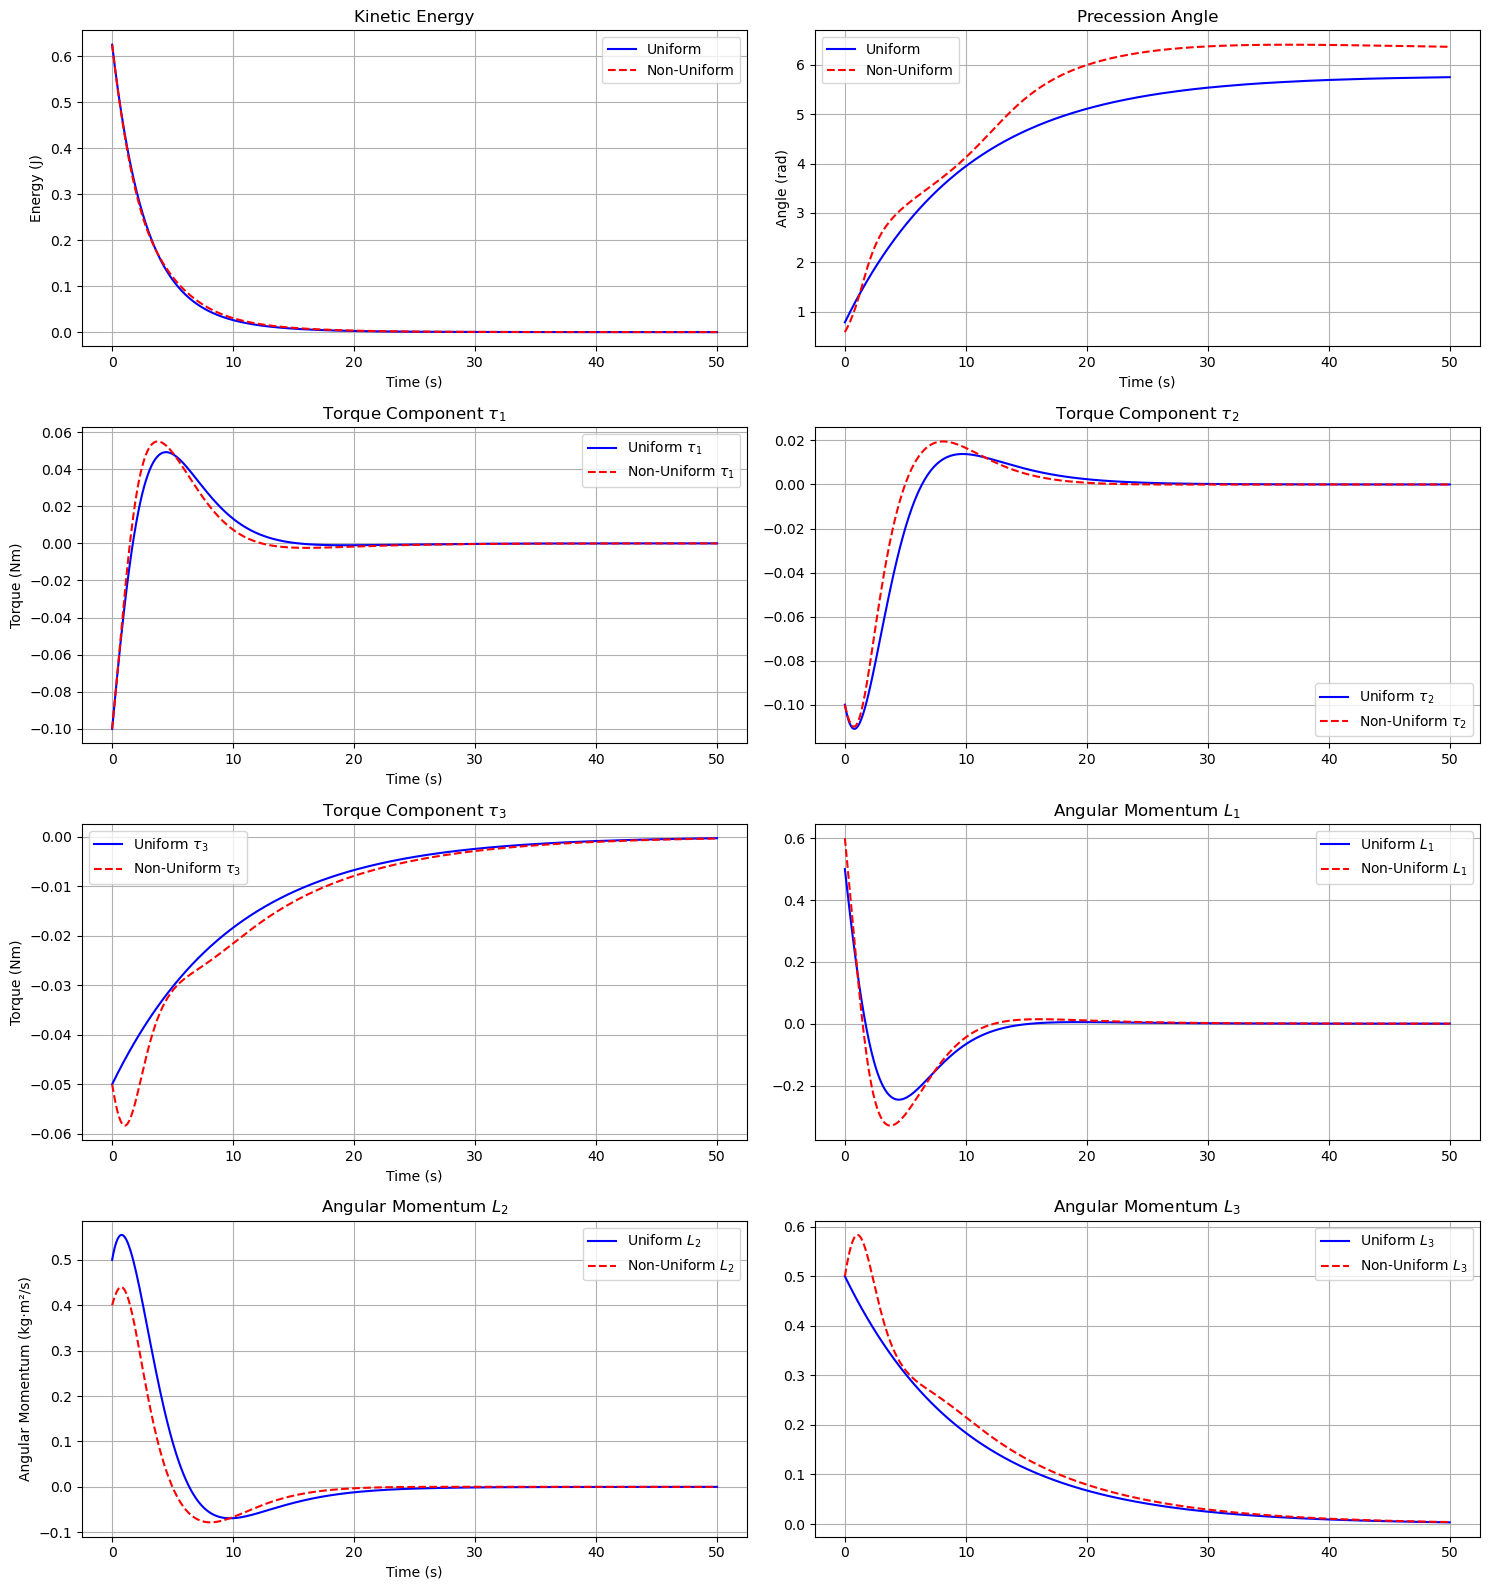 Kinetic Energy
Uniform
Non-Uniform
0.6
0.5
0.4
0.3
0.2
0.1
0.0
Energy (J)
0 10 20 30 40 50
Time (s)
Precession Angle
Uniform
Non-Uniform
6
5
4
3
2
1
Angle (rad)
0 10 20 30 40 50
Time (s)
Torque Component τ₁
Uniform τ₁
Non-Uniform τ₁
0.06
0.04
0.02
0.00
−0.02
−0.04
−0.06
−0.08
−0.10
Torque (Nm)
0 10 20 30 40 50
Time (s)
Torque Component τ₂
0.02
0.00
−0.02
−0.04
−0.06
−0.08
−0.10
Uniform τ₂
Non-Uniform τ₂
0 10 20 30 40 50
Torque Component τ₃
Uniform τ₃
Non-Uniform τ₃
0.00
−0.01
−0.02
−0.03
−0.04
−0.05
−0.06
Torque (Nm)
0 10 20 30 40 50
Time (s)
Angular Momentum L₁
Uniform L₁
Non-Uniform L₁
0.6
0.4
0.2
0.0
−0.2
0 10 20 30 40 50
Angular Momentum L₂
Uniform L₂
Non-Uniform L₂
0.5
0.4
0.3
0.2
0.1
0.0
−0.1
Angular Momentum (kg·m²/s)
0 10 20 30 40 50
Time (s)
Angular Momentum L₃
Uniform L₃
Non-Uniform L₃
0.6
0.5
0.4
0.3
0.2
0.1
0.0
0 10 20 30 40 50